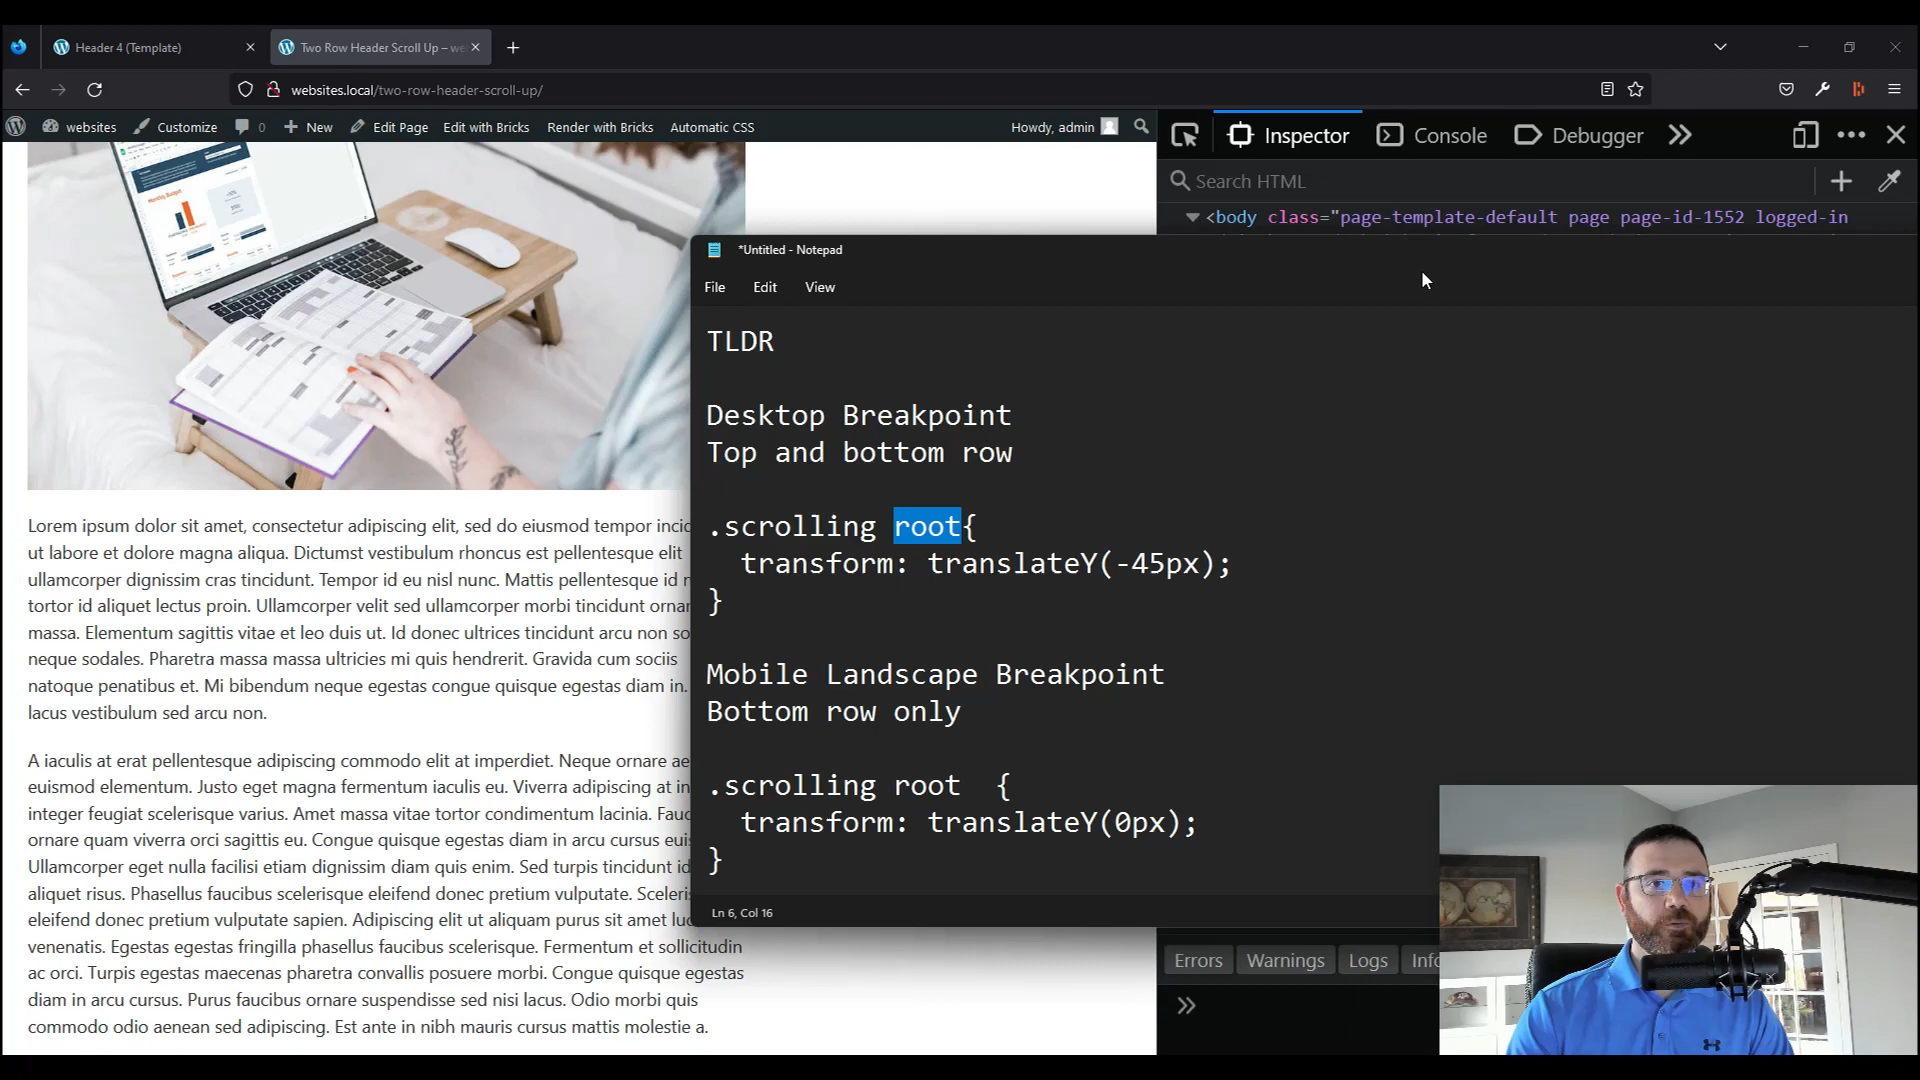 Header 4 (Template)
Two Row Header Scroll Up – we
websites.local/two-row-header-scroll-up/
websites Customize 0 New Edit Page Edit with Bricks Render with Bricks Automatic CSS Howdy, admin
Inspector Console Debugger
Search HTML
<body class="page-template-default page page-id-1552 logged-in
Monthly Budget
*Untitled - Notepad
File Edit View
TLDR
Desktop Breakpoint
Top and bottom row
.scrolling root{
transform: translateY(-45px);
}
Mobile Landscape Breakpoint
Bottom row only
.scrolling root {
transform: translateY(0px);
}
Ln 6, Col 16
Lorem ipsum dolor sit amet, consectetur adipiscing elit, sed do eiusmod tempor incid
ut labore et dolore magna aliqua. Dictumst vestibulum rhoncus est pellentesque elit
ullamcorper dignissim cras tincidunt. Tempor id eu nisl nunc. Mattis pellentesque id
tortor id aliquet lectus proin. Ullamcorper velit sed ullamcorper morbi tincidunt ornar
massa. Elementum sagittis vitae et leo duis ut. Id donec ultrices tincidunt arcu non so
neque sodales. Pharetra massa massa ultricies mi quis hendrerit. Gravida cum sociis
natoque penatibus et. Mi bibendum neque egestas congue quisque egestas diam in.
lacus vestibulum sed arcu non.
A iaculis at erat pellentesque adipiscing commodo elit at imperdiet. Neque ornare ae
euismod elementum. Justo eget magna fermentum iaculis eu. Viverra adipiscing at in
integer feugiat scelerisque varius. Amet massa vitae tortor condimentum lacinia. Fauc
ornare quam viverra orci sagittis eu. Congue quisque egestas diam in arcu cursus euis
Ullamcorper eget nulla facilisi etiam dignissim diam quis enim. Sed turpis tincidunt id
aliquet risus. Phasellus faucibus scelerisque eleifend donec pretium vulputate. Sceleris
eleifend donec pretium vulputate sapien. Adipiscing elit ut aliquam purus sit amet luc
venenatis. Egestas egestas fringilla phasellus faucibus scelerisque. Fermentum et sollicitudin
ac orci. Turpis egestas maecenas pharetra convallis posuere morbi. Congue quisque egestas
diam in arcu cursus. Purus faucibus ornare suspendisse sed nisi lacus. Odio morbi quis
commodo odio aenean sed adipiscing. Est ante in nibh mauris cursus mattis molestie a.
Errors Warnings Logs Info